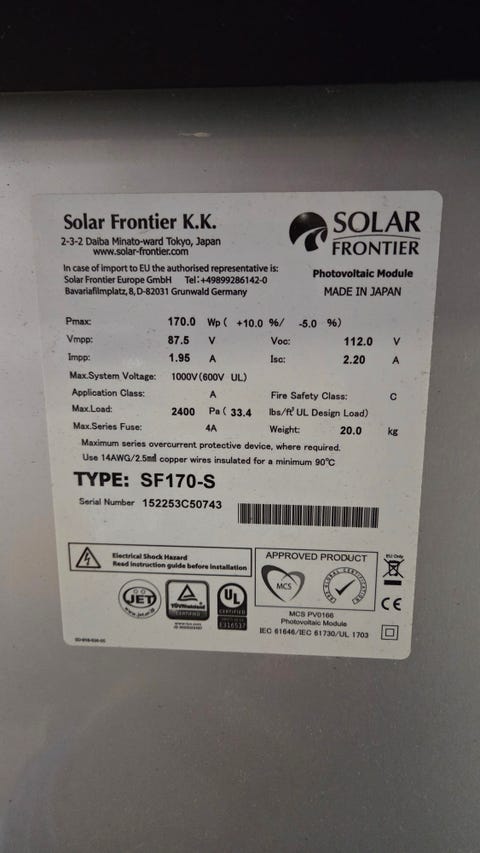 Solar Frontier K.K.
2-3-2 Daiba Minato-ward Tokyo, Japan
www.solar-frontier.com
SOLAR
FRONTIER
In case of import to EU the authorised representative is:
Solar Frontier Europe GmbH Tel:+49899286142-0
Bavariafilmplatz, 8, D-82031 Grunwald Germany
Photovoltaic Module
MADE IN JAPAN
Pmax: 170.0 Wp ( +10.0 %/ -5.0 %)
Vmpp: 87.5 V Voc: 112.0 V
Impp: 1.95 A Isc: 2.20 A
Max.System Voltage: 1000V(600V UL)
Application Class: A Fire Safety Class: C
Max.Load: 2400 Pa ( 33.4 lbs/ft² UL Design Load)
Max.Series Fuse: 4A Weight: 20.0 kg
Maximum series overcurrent protective device, where required.
Use 14AWG/2.5㎟ copper wires insulated for a minimum 90℃
TYPE: SF170-S
Serial Number 152253C50743
Electrical Shock Hazard
Read instruction guide before installation
APPROVED PRODUCT
MCS
EU Only
JET
TÜVRheinland
CERTIFIED
UL
CERTIFIED
E316537
CE
MCS PV0166
Photovoltaic Module
IEC 61646/IEC 61730/UL 1703